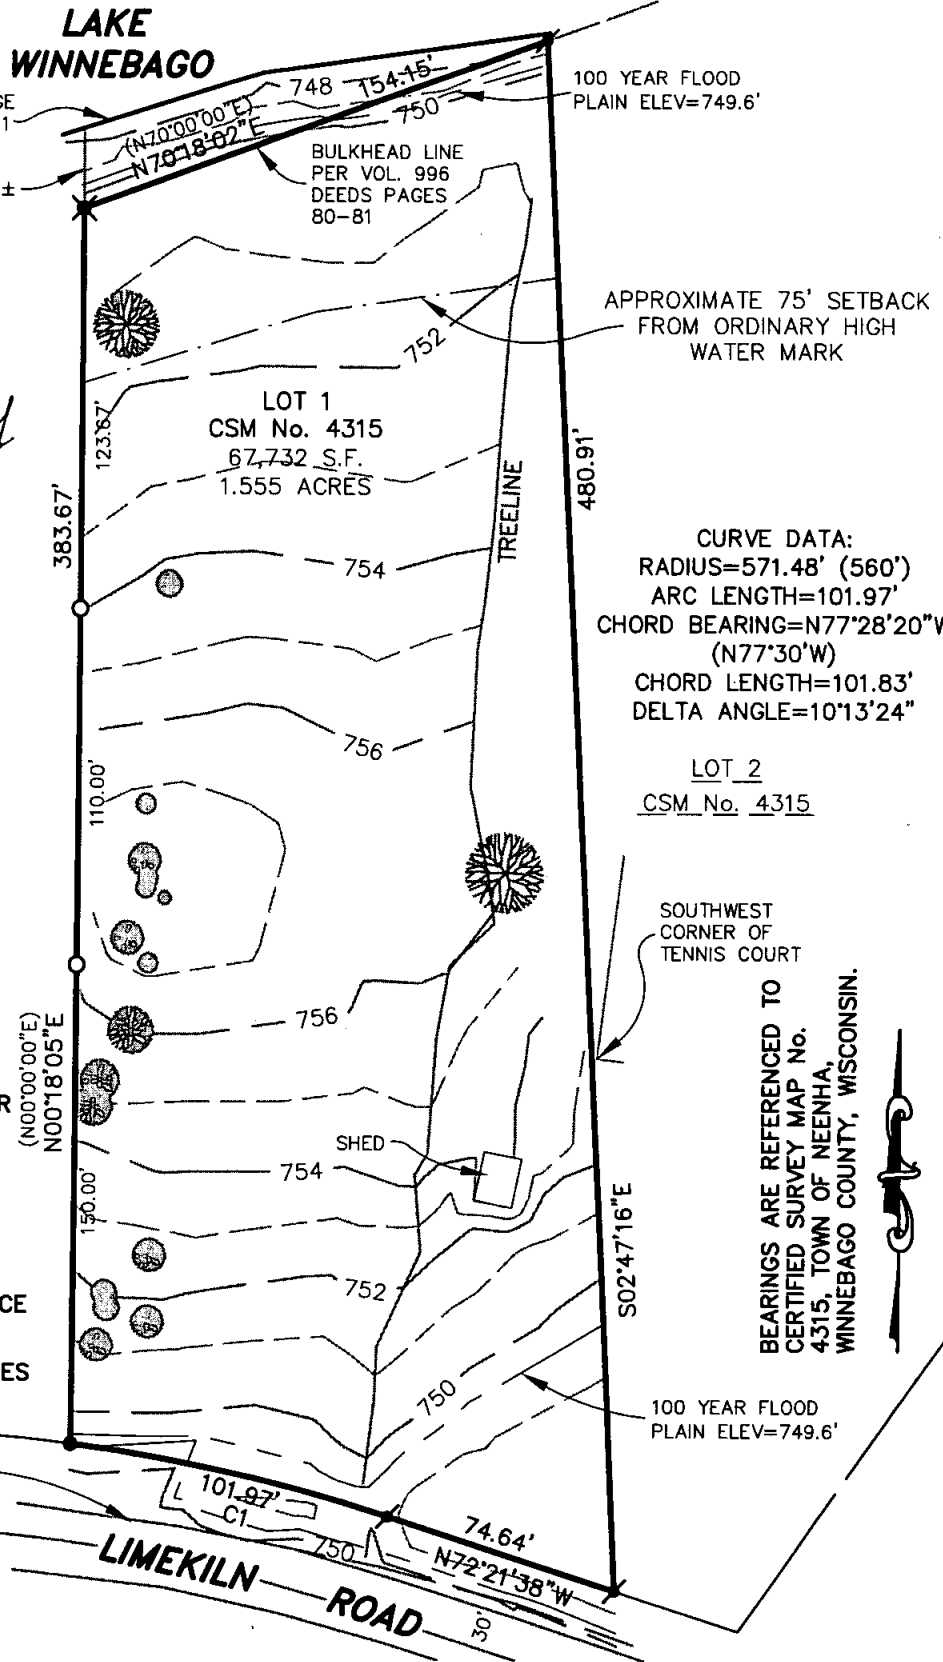 LAKE
WINNEBAGO
748
154.15'
750
(N70°00'00"E)
N70°18'02"E
100 YEAR FLOOD
PLAIN ELEV=749.6'
±
BULKHEAD LINE
PER VOL. 996
DEEDS PAGES
80-81
APPROXIMATE 75' SETBACK
FROM ORDINARY HIGH
WATER MARK
752
LOT 1
CSM No. 4315
67,732 S.F.
1.555 ACRES
123.67'
383.67'
TREELINE
480.91'
754
CURVE DATA:
RADIUS=571.48' (560')
ARC LENGTH=101.97'
CHORD BEARING=N77°28'20"W
(N77°30'W)
CHORD LENGTH=101.83'
DELTA ANGLE=10°13'24"
756
LOT 2
CSM No. 4315
110.00'
SOUTHWEST
CORNER OF
TENNIS COURT
756
(N00°00'00"E)
N00°18'05"E
BEARINGS ARE REFERENCED TO
CERTIFIED SURVEY MAP No.
4315, TOWN OF NEENHA,
WINNEBAGO COUNTY, WISCONSIN.
R
SHED
754
150.00'
S02°47'16"E
752
CE
ES
750
100 YEAR FLOOD
PLAIN ELEV=749.6'
101.97'
C1
74.64'
N72°21'38"W
750
LIMEKILN ROAD
30'